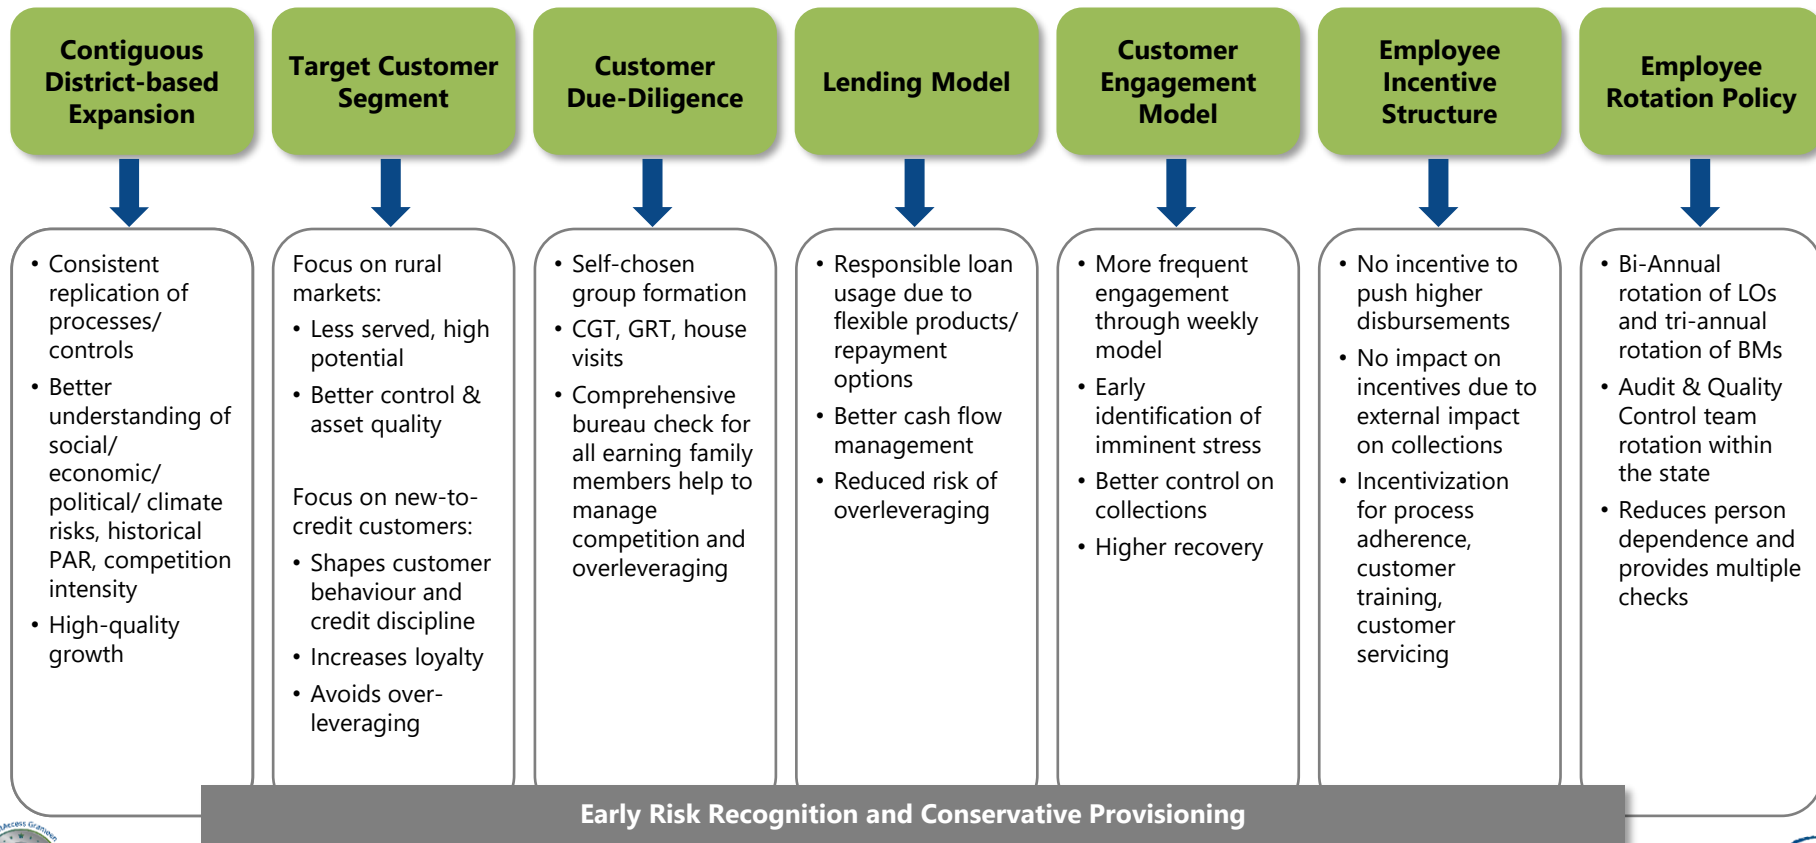 Contiguous
District-based
Expansion
Target Customer
Segment
Customer
Due-Diligence
Lending Model
Customer
Engagement
Model
Employee
Incentive
Structure
Employee
Rotation Policy
• Consistent
replication of
processes/
controls
• Better
understanding of
social/
economic/
political/ climate
risks, historical
PAR, competition
intensity
• High-quality
growth
Focus on rural
markets:
• Less served, high
potential
• Better control &
asset quality
Focus on new-to-
credit customers:
• Shapes customer
behaviour and
credit discipline
• Increases loyalty
• Avoids over-
leveraging
• Self-chosen
group formation
• CGT, GRT, house
visits
• Comprehensive
bureau check for
all earning family
members help to
manage
competition and
overleveraging
• Responsible loan
usage due to
flexible products/
repayment
options
• Better cash flow
management
• Reduced risk of
overleveraging
• More frequent
engagement
through weekly
model
• Early
identification of
imminent stress
• Better control on
collections
• Higher recovery
• No incentive to
push higher
disbursements
• No impact on
incentives due to
external impact
on collections
• Incentivization
for process
adherence,
customer
training,
customer
servicing
• Bi-Annual
rotation of LOs
and tri-annual
rotation of BMs
• Audit & Quality
Control team
rotation within
the state
• Reduces person
dependence and
provides multiple
checks
Early Risk Recognition and Conservative Provisioning